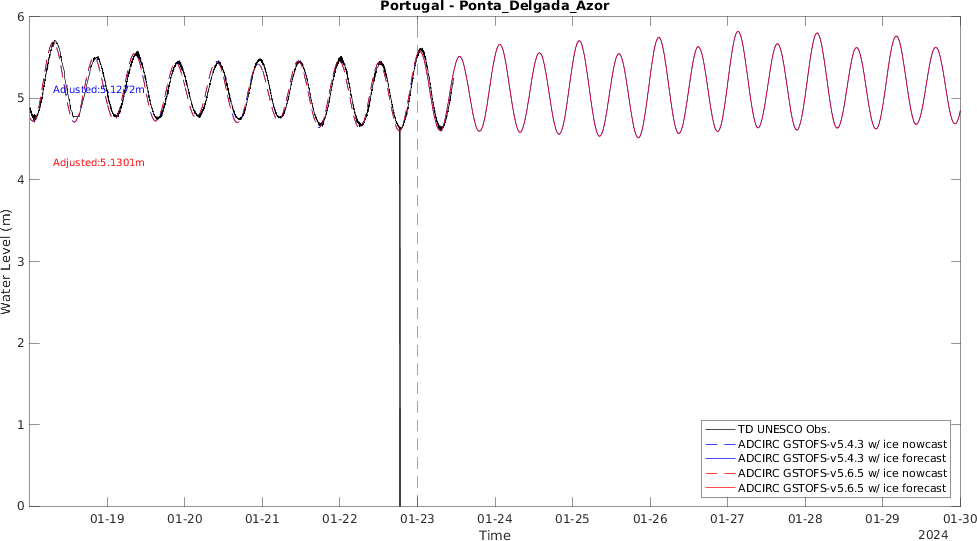 Portugal - Ponta_Delgada_Azor
6
5
4
3
2
1
0
Water Level (m)
Adjusted:5.1272m
Adjusted:5.1301m
TD UNESCO Obs.
ADCIRC GSTOFS-v5.4.3 w/ ice nowcast
ADCIRC GSTOFS-v5.4.3 w/ ice forecast
ADCIRC GSTOFS-v5.6.5 w/ ice nowcast
ADCIRC GSTOFS-v5.6.5 w/ ice forecast
01-19 01-20 01-21 01-22 01-23 01-24 01-25 01-26 01-27 01-28 01-29 01-30
Time
2024